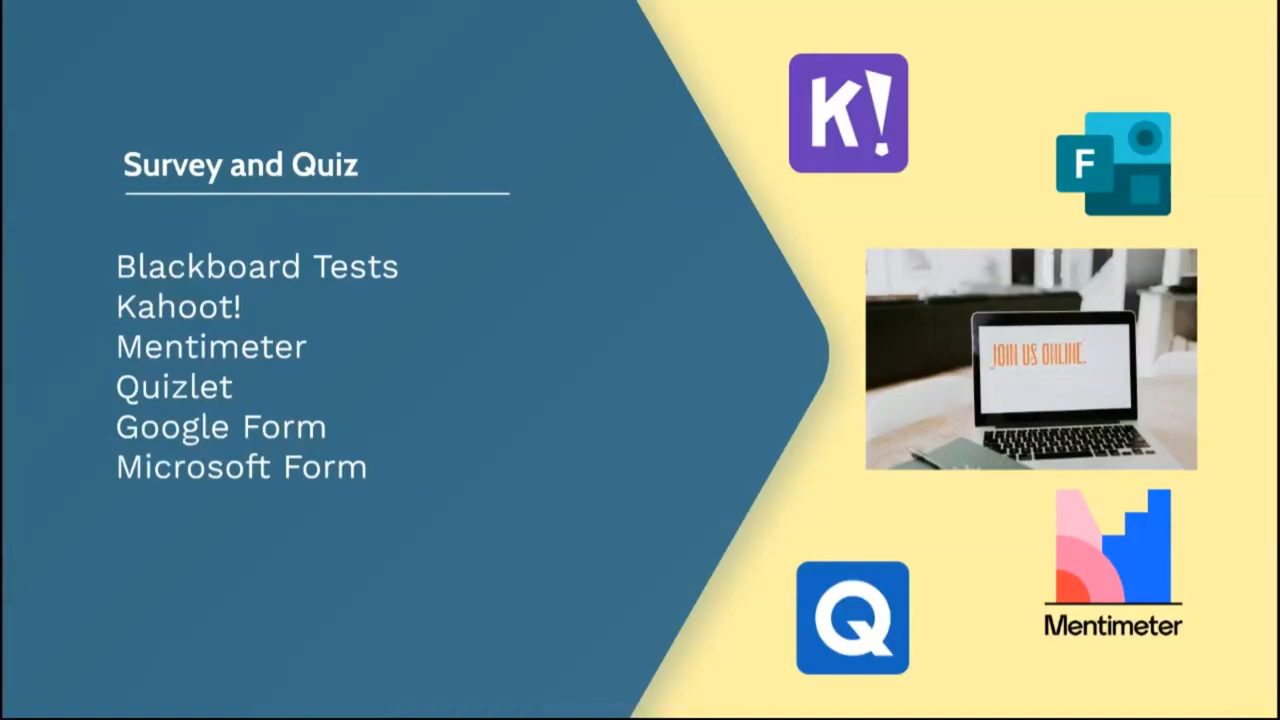 Survey and Quiz
Blackboard Tests
Kahoot!
Mentimeter
Quizlet
Google Form
Microsoft Form
K!
F
JOIN US ONLINE.
Q
Mentimeter